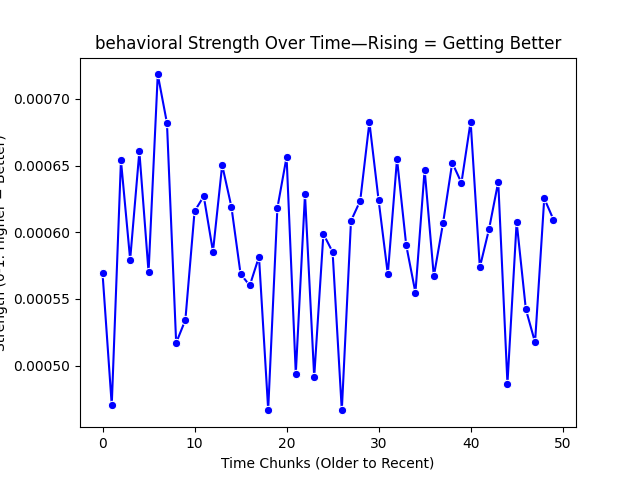 behavioral Strength Over Time—Rising = Getting Better
Strength (0-1: Higher = Better)
0.00070
0.00065
0.00060
0.00055
0.00050
0 10 20 30 40 50
Time Chunks (Older to Recent)